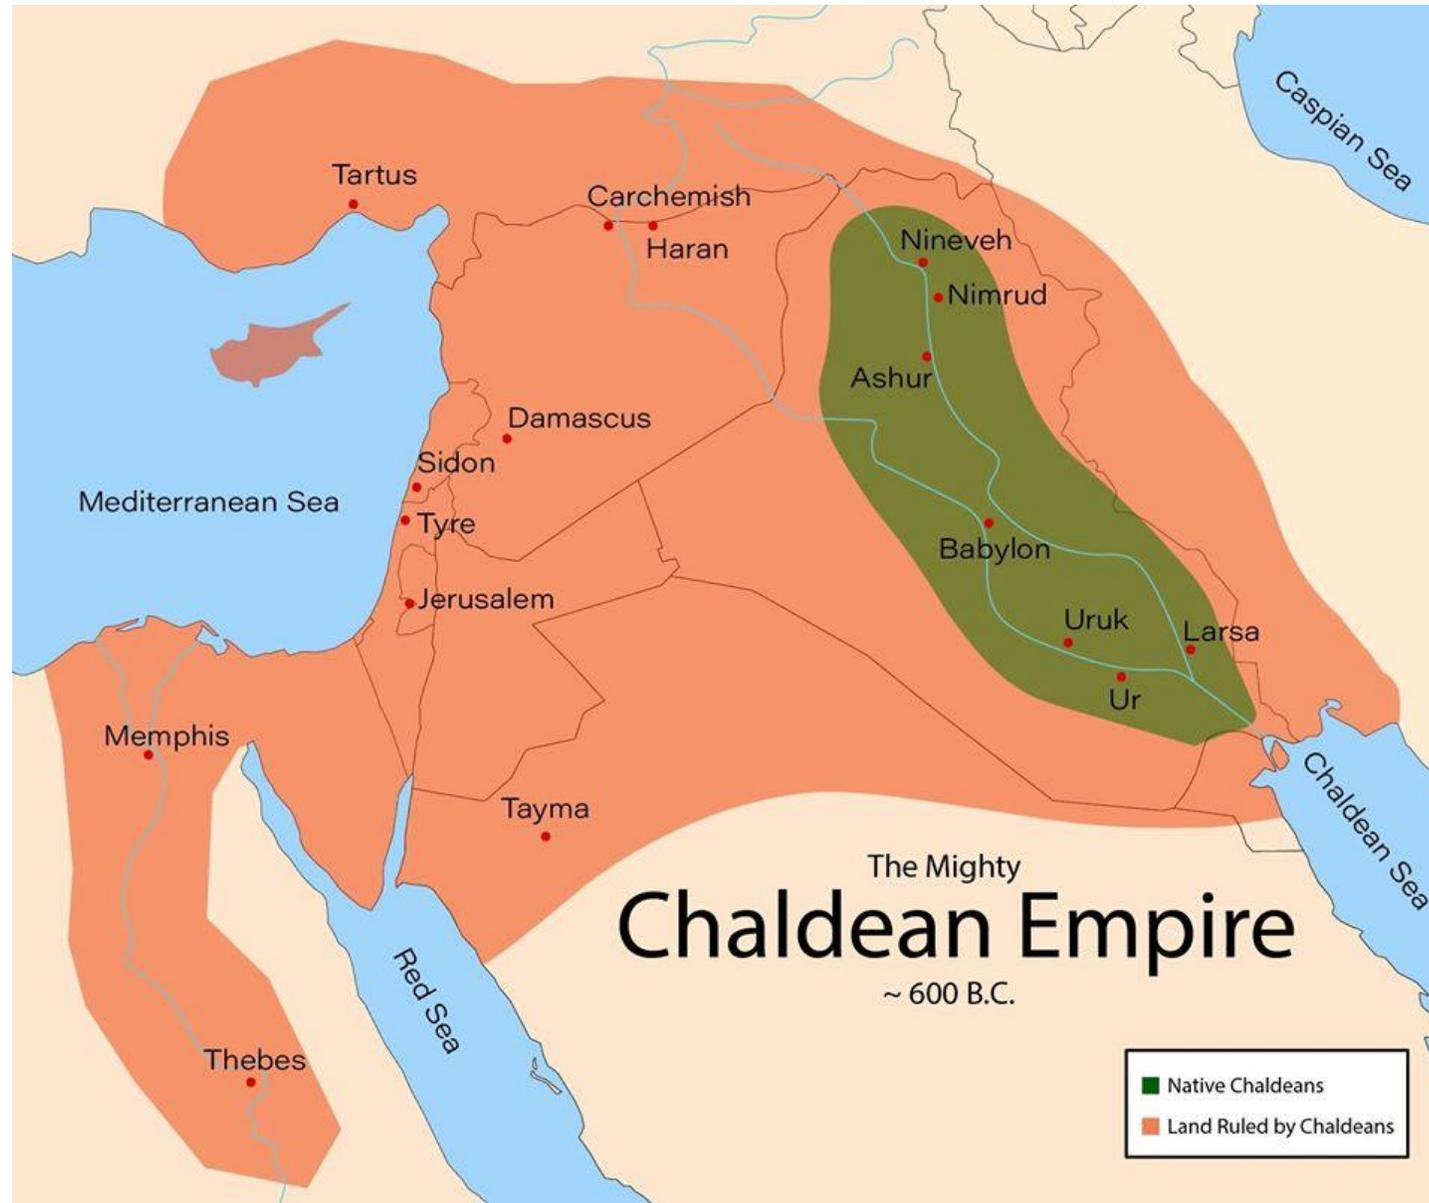 Caspian Sea
Tartus
Carchemish
Haran
Nineveh
Nimrud
Ashur
Damascus
Sidon
Mediterranean Sea
Tyre
Babylon
Jerusalem
Uruk
Larsa
Ur
Memphis
Chaldean Sea
Tayma
The Mighty
Chaldean Empire
~ 600 B.C.
Red Sea
Thebes
Native Chaldeans
Land Ruled by Chaldeans